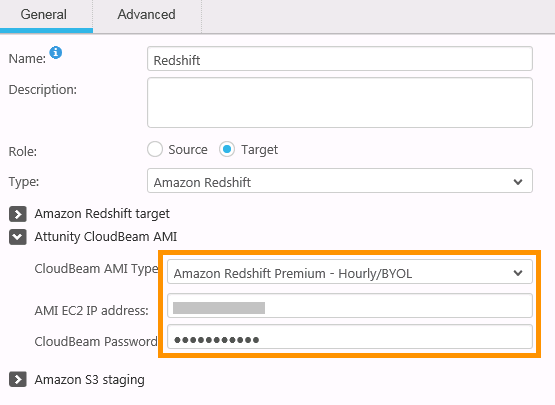 General Advanced
Name: Redshift
Description:
Role: Source Target
Type: Amazon Redshift
Amazon Redshift target
Attunity CloudBeam AMI
CloudBeam AMI Type Amazon Redshift Premium - Hourly/BYOL
AMI EC2 IP address:
CloudBeam Password
Amazon S3 staging